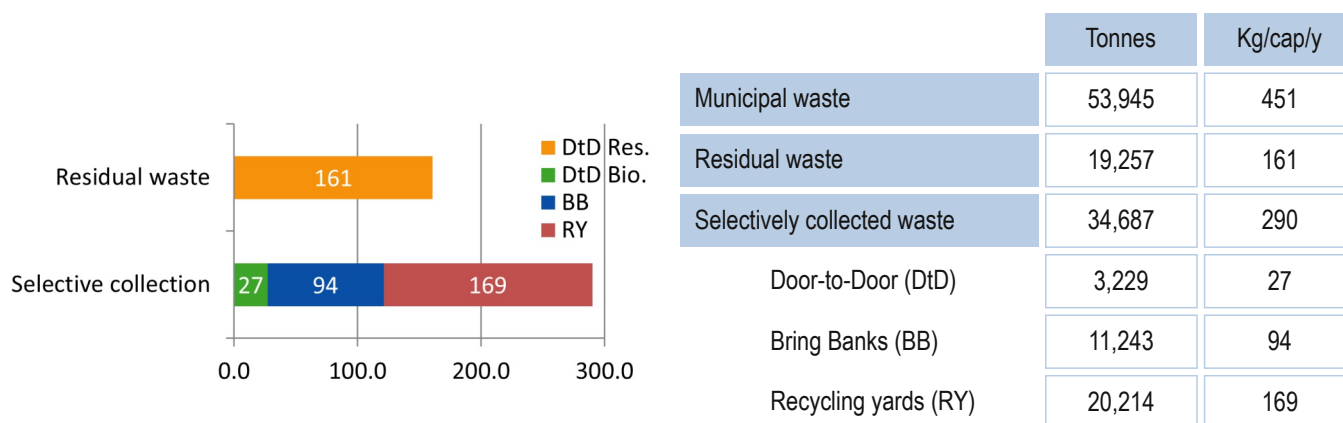 Residual waste
161
DtD Res.
DtD Bio.
BB
RY
Selective collection
27 94 169
0.0 100.0 200.0 300.0
Tonnes Kg/cap/y
Municipal waste 53,945 451
Residual waste 19,257 161
Selectively collected waste 34,687 290
Door-to-Door (DtD) 3,229 27
Bring Banks (BB) 11,243 94
Recycling yards (RY) 20,214 169